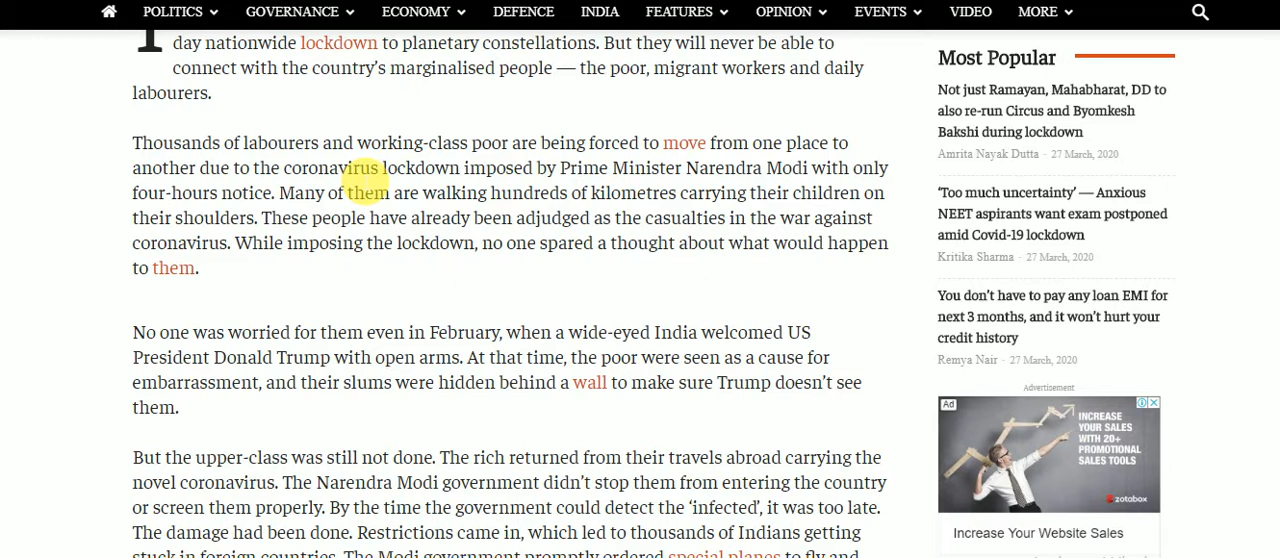 POLITICS GOVERNANCE ECONOMY DEFENCE INDIA FEATURES OPINION EVENTS VIDEO MORE
day nationwide lockdown to planetary constellations. But they will never be able to
connect with the country's marginalised people — the poor, migrant workers and daily
labourers.
Thousands of labourers and working-class poor are being forced to move from one place to
another due to the coronavirus lockdown imposed by Prime Minister Narendra Modi with only
four-hours notice. Many of them are walking hundreds of kilometres carrying their children on
their shoulders. These people have already been adjudged as the casualties in the war against
coronavirus. While imposing the lockdown, no one spared a thought about what would happen
to them.
No one was worried for them even in February, when a wide-eyed India welcomed US
President Donald Trump with open arms. At that time, the poor were seen as a cause for
embarrassment, and their slums were hidden behind a wall to make sure Trump doesn't see
them.
But the upper-class was still not done. The rich returned from their travels abroad carrying the
novel coronavirus. The Narendra Modi government didn't stop them from entering the country
or screen them properly. By the time the government could detect the 'infected', it was too late.
The damage had been done. Restrictions came in, which led to thousands of Indians getting
stuck in foreign countries. The Modi government promptly ordered special planes to fly and
Most Popular
Not just Ramayan, Mahabharat, DD to
also re-run Circus and Byomkesh
Bakshi during lockdown
Amrita Nayak Dutta - 27 March, 2020
'Too much uncertainty' — Anxious
NEET aspirants want exam postponed
amid Covid-19 lockdown
Kritika Sharma - 27 March, 2020
You don't have to pay any loan EMI for
next 3 months, and it won't hurt your
credit history
Remya Nair - 27 March, 2020
Advertisement
Ad
INCREASE
YOUR SALES
WITH 20+
PROMOTIONAL
SALES TOOLS
zotabox
Increase Your Website Sales